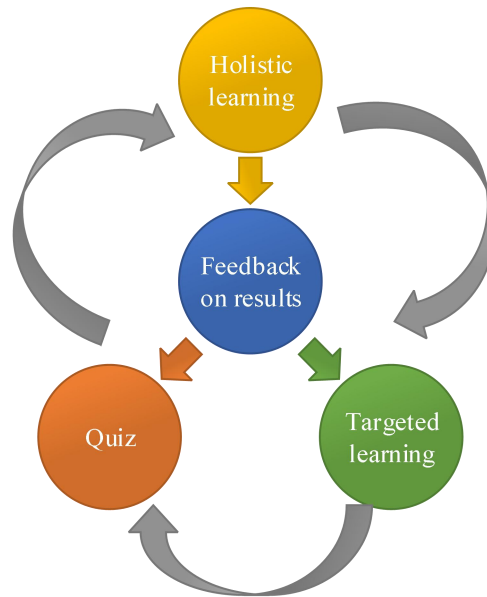 Holistic
learning
Feedback
on results
Quiz
Targeted
learning